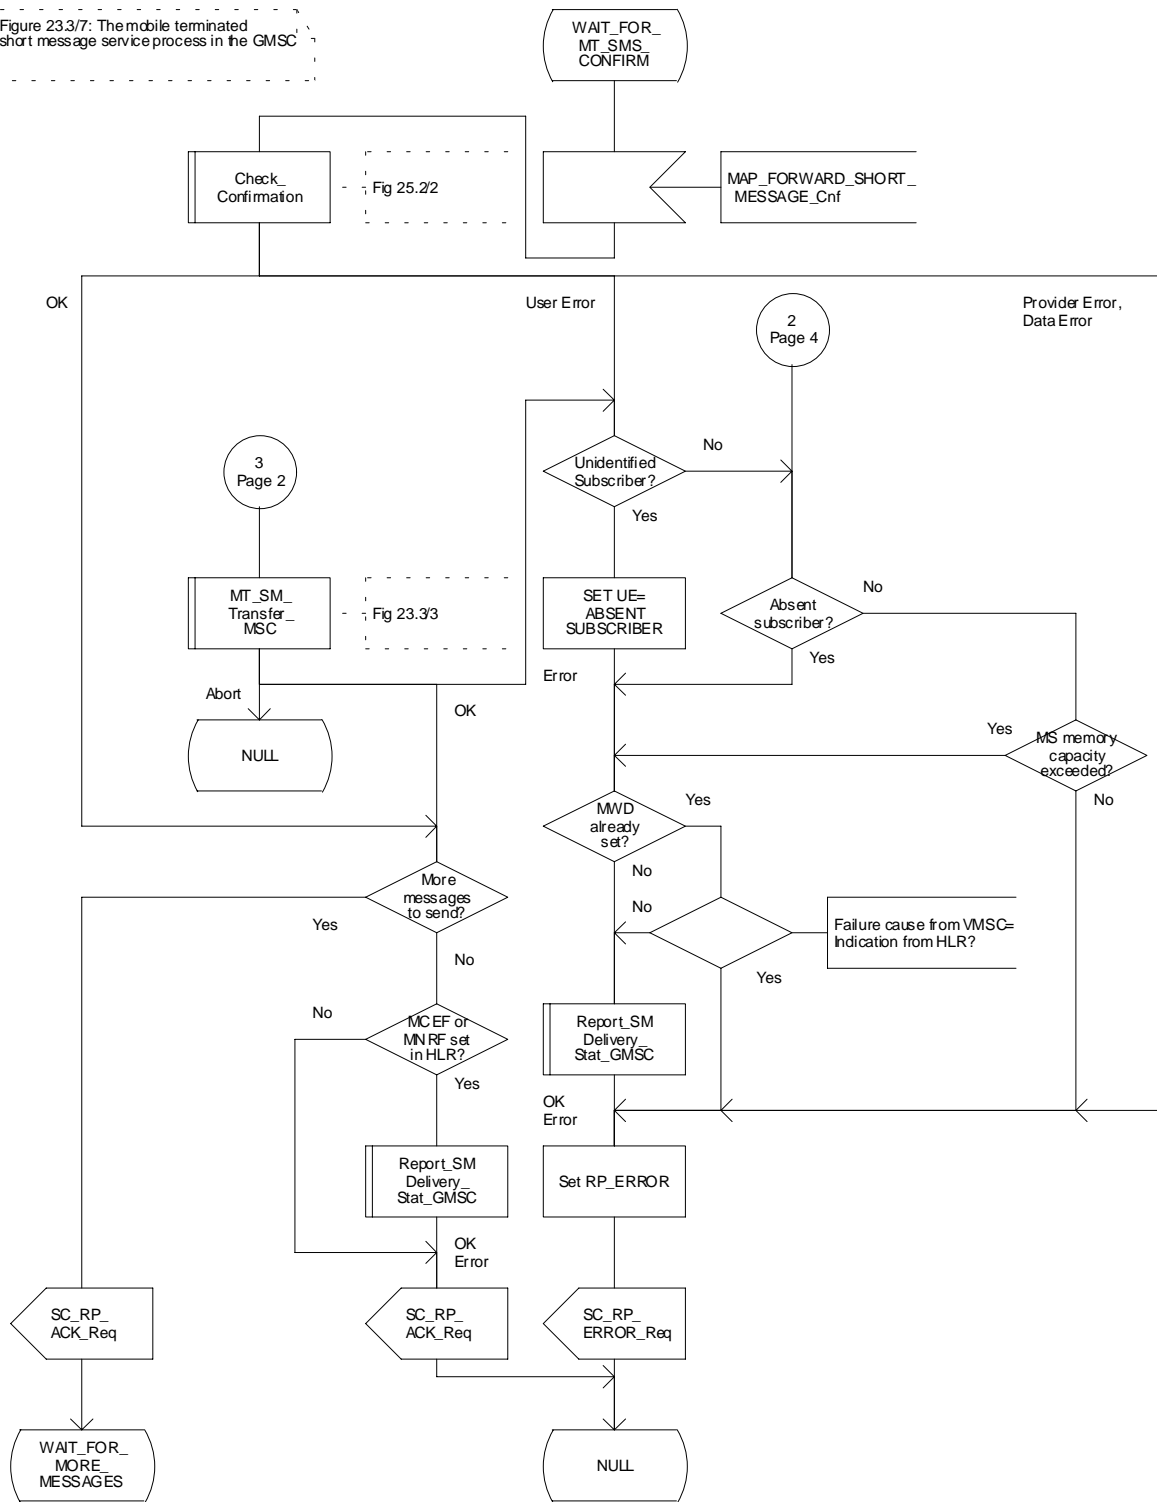 Figure 23.3/7: The mobile terminated
short message service process in the GMSC
WAIT_FOR_
MT_SMS_
CONFIRM
Check_
Confirmation
Fig 25.2/2
MAP_FORWARD_SHORT_
MESSAGE_Cnf
OK
User Error
2
Page 4
Provider Error,
Data Error
3
Page 2
Unidentified
Subscriber?
No
Yes
MT_SM_
Transfer_
MSC
Fig 23.3/3
SET UE=
ABSENT
SUBSCRIBER
Absent
subscriber?
No
Yes
Error
Abort
OK
NULL
Yes
MS memory
capacity
exceeded?
No
MWD
already
set?
Yes
No
More
messages
to send?
Yes
No
No
Failure cause from VMSC=
Indication from HLR?
Yes
No
MCEF or
MNRF set
in HLR?
Yes
Report_SM
Delivery_
Stat_GMSC
OK
Error
Report_SM
Delivery_
Stat_GMSC
Set RP_ERROR
OK
Error
SC_RP_
ACK_Req
SC_RP_
ACK_Req
SC_RP_
ERROR_Req
WAIT_FOR_
MORE_
MESSAGES
NULL